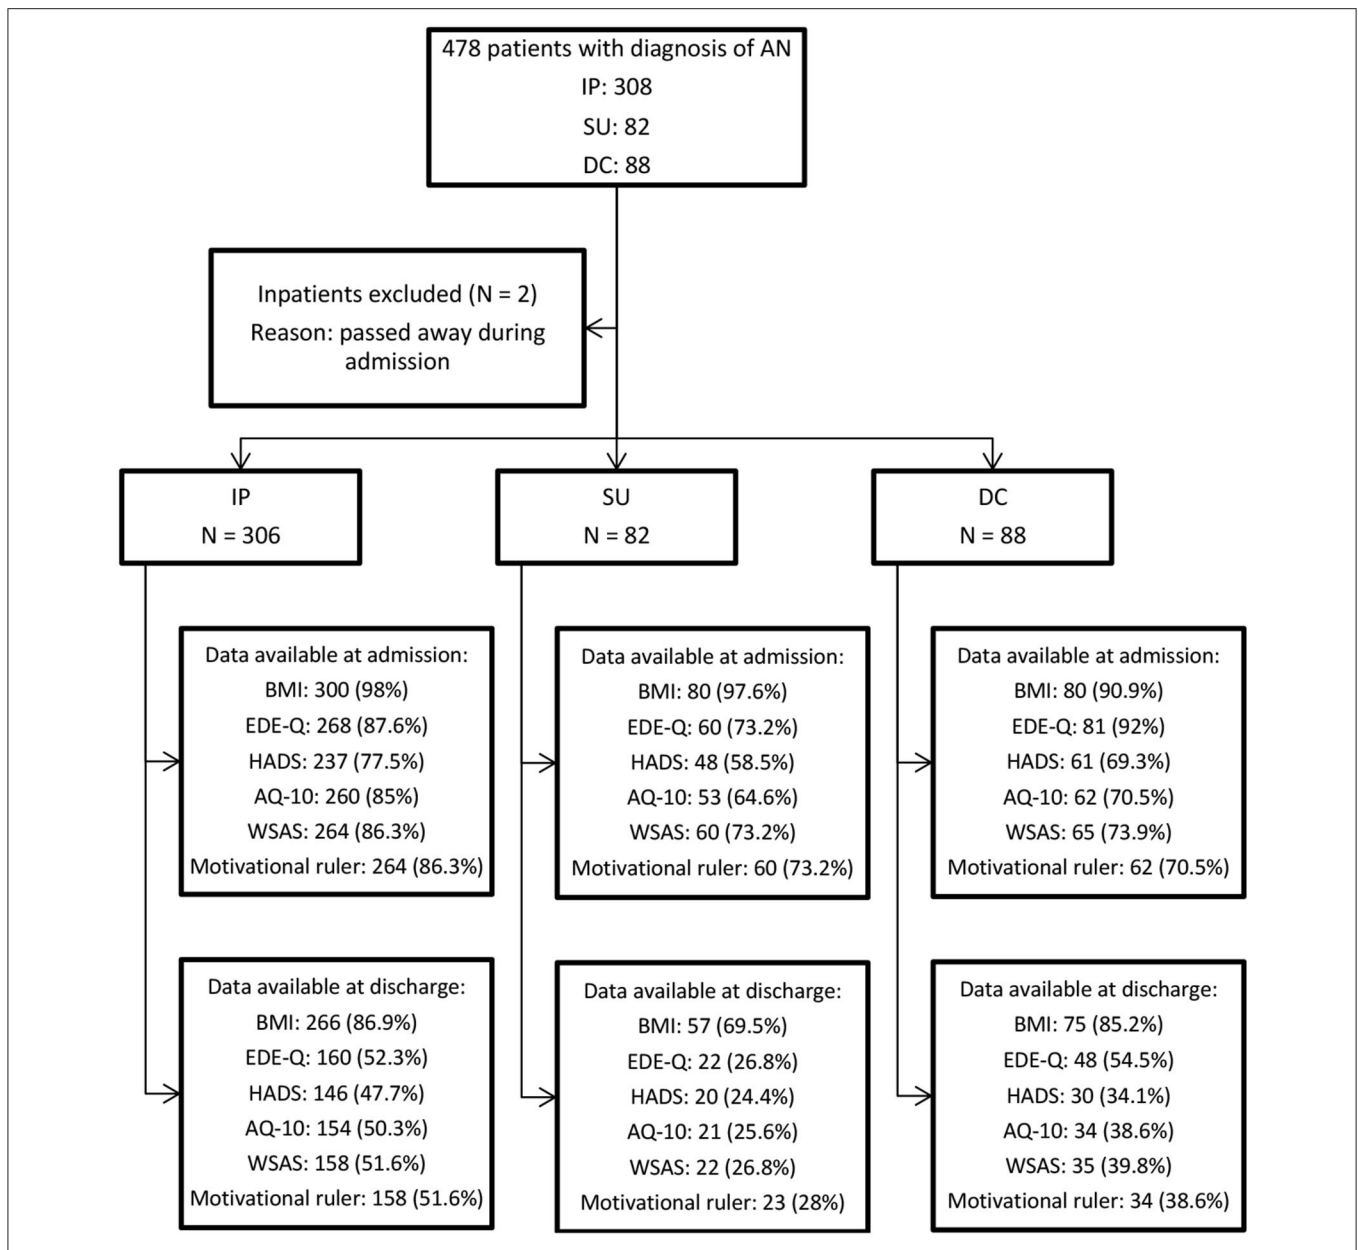 478 patients with diagnosis of AN
IP: 308
SU: 82
DC: 88
Inpatients excluded (N = 2)
Reason: passed away during
admission
IP
N = 306
SU
N = 82
DC
N = 88
Data available at admission:
BMI: 300 (98%)
EDE-Q: 268 (87.6%)
HADS: 237 (77.5%)
AQ-10: 260 (85%)
WSAS: 264 (86.3%)
Motivational ruler: 264 (86.3%)
Data available at admission:
BMI: 80 (97.6%)
EDE-Q: 60 (73.2%)
HADS: 48 (58.5%)
AQ-10: 53 (64.6%)
WSAS: 60 (73.2%)
Motivational ruler: 60 (73.2%)
Data available at admission:
BMI: 80 (90.9%)
EDE-Q: 81 (92%)
HADS: 61 (69.3%)
AQ-10: 62 (70.5%)
WSAS: 65 (73.9%)
Motivational ruler: 62 (70.5%)
Data available at discharge:
BMI: 266 (86.9%)
EDE-Q: 160 (52.3%)
HADS: 146 (47.7%)
AQ-10: 154 (50.3%)
WSAS: 158 (51.6%)
Motivational ruler: 158 (51.6%)
Data available at discharge:
BMI: 57 (69.5%)
EDE-Q: 22 (26.8%)
HADS: 20 (24.4%)
AQ-10: 21 (25.6%)
WSAS: 22 (26.8%)
Motivational ruler: 23 (28%)
Data available at discharge:
BMI: 75 (85.2%)
EDE-Q: 48 (54.5%)
HADS: 30 (34.1%)
AQ-10: 34 (38.6%)
WSAS: 35 (39.8%)
Motivational ruler: 34 (38.6%)